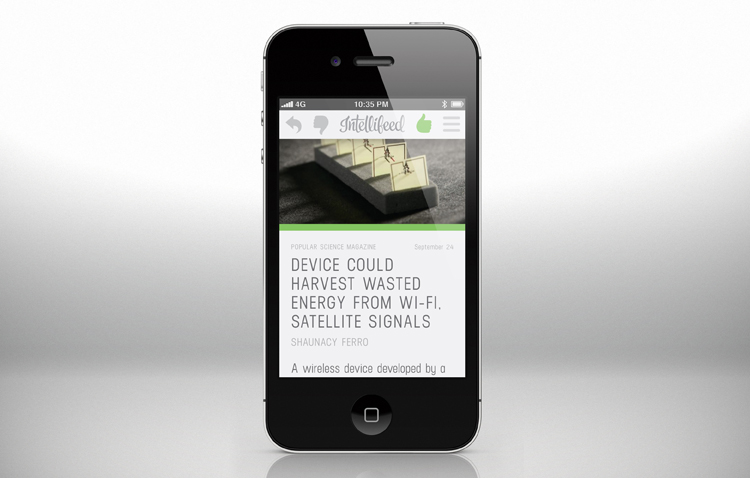 4G 10:35 PM
Intellifeed
POPULAR SCIENCE MAGAZINE September 24
DEVICE COULD
HARVEST WASTED
ENERGY FROM WI-FI,
SATELLITE SIGNALS
SHAUNACY FERRO
A wireless device developed by a